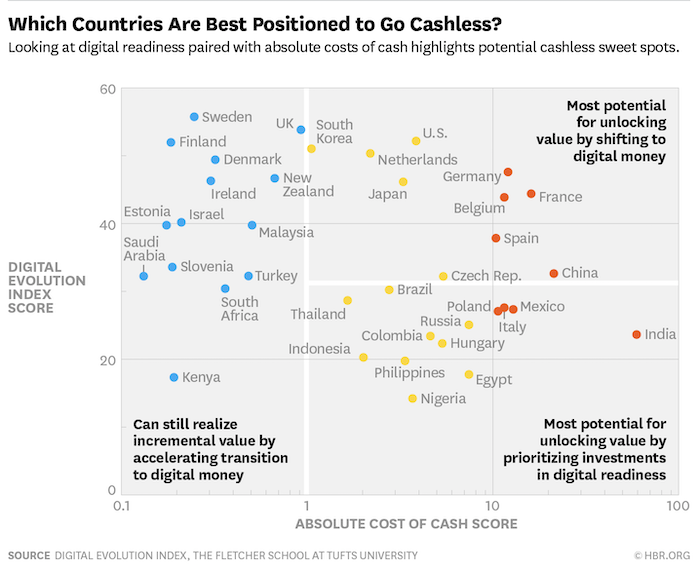 Which Countries Are Best Positioned to Go Cashless?
Looking at digital readiness paired with absolute costs of cash highlights potential cashless sweet spots.
60
Most potential
for unlocking
value by shifting to
digital money
Sweden
UK
South
Korea
U.S.
Finland
Netherlands
Denmark
Germany
New
Zealand
Japan
Ireland
France
Belgium
Estonia
Israel
40
Malaysia
Spain
Saudi
Arabia
Slovenia
Turkey
Czech Rep.
China
DIGITAL
EVOLUTION
INDEX
SCORE
South
Africa
Brazil
Thailand
Poland
Mexico
Italy
Russia
Colombia
Hungary
India
Indonesia
20
Philippines
Kenya
Egypt
Nigeria
Can still realize
incremental value by
accelerating transition
to digital money
Most potential for
unlocking value by
prioritizing investments
in digital readiness
0
0.1
1
10
100
ABSOLUTE COST OF CASH SCORE
SOURCE DIGITAL EVOLUTION INDEX, THE FLETCHER SCHOOL AT TUFTS UNIVERSITY
© HBR.ORG